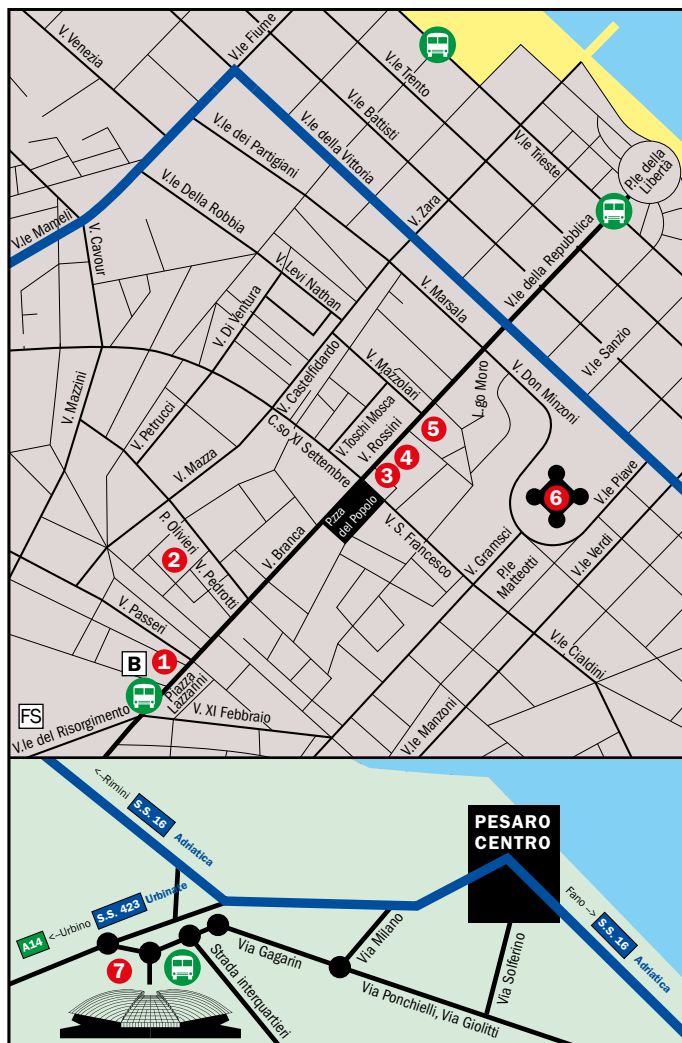 V. Venezia
V.le Fiume
V.le Trento
V.le Battisti
V.le dei Partigiani
V.le della Vittoria
V.le Trieste
P.le della
Libertà
V.le Della Robbia
V. Zara
V.le Mameli
V. Cavour
V. Levi Nathan
V.le della Repubblica
V. Marsala
V. Di Ventura
V.le Sanzio
V. Mazzini
V. Castelfidardo
V. Mazzolari
L.go Moro
V. Don Minzoni
V. Petrucci
V. Toschi Mosca
V. Rossini
5
C.so XI Settembre
4
V. Mazza
3
6
V.le Piave
P.zza
del Popolo
P. Olivieri
V. Branca
V. S. Francesco
V. Gramsci
P.le
Matteotti
V.le Verdi
2
V. Pedrotti
V. Passeri
B
1
Piazza
Lazzarini
V.le Cialdini
FS
V.le del Risorgimento
V. XI Febbraio
V.le Manzoni
<–Rimini
S.S. 16
Adriatica
PESARO
CENTRO
A14
<–Urbino
S.S. 423
Urbinate
Fano –>
S.S. 16
Adriatica
7
Via Gagarin
Via Milano
Strada interquartieri
Via Solferino
Via Ponchielli, Via Giolitti